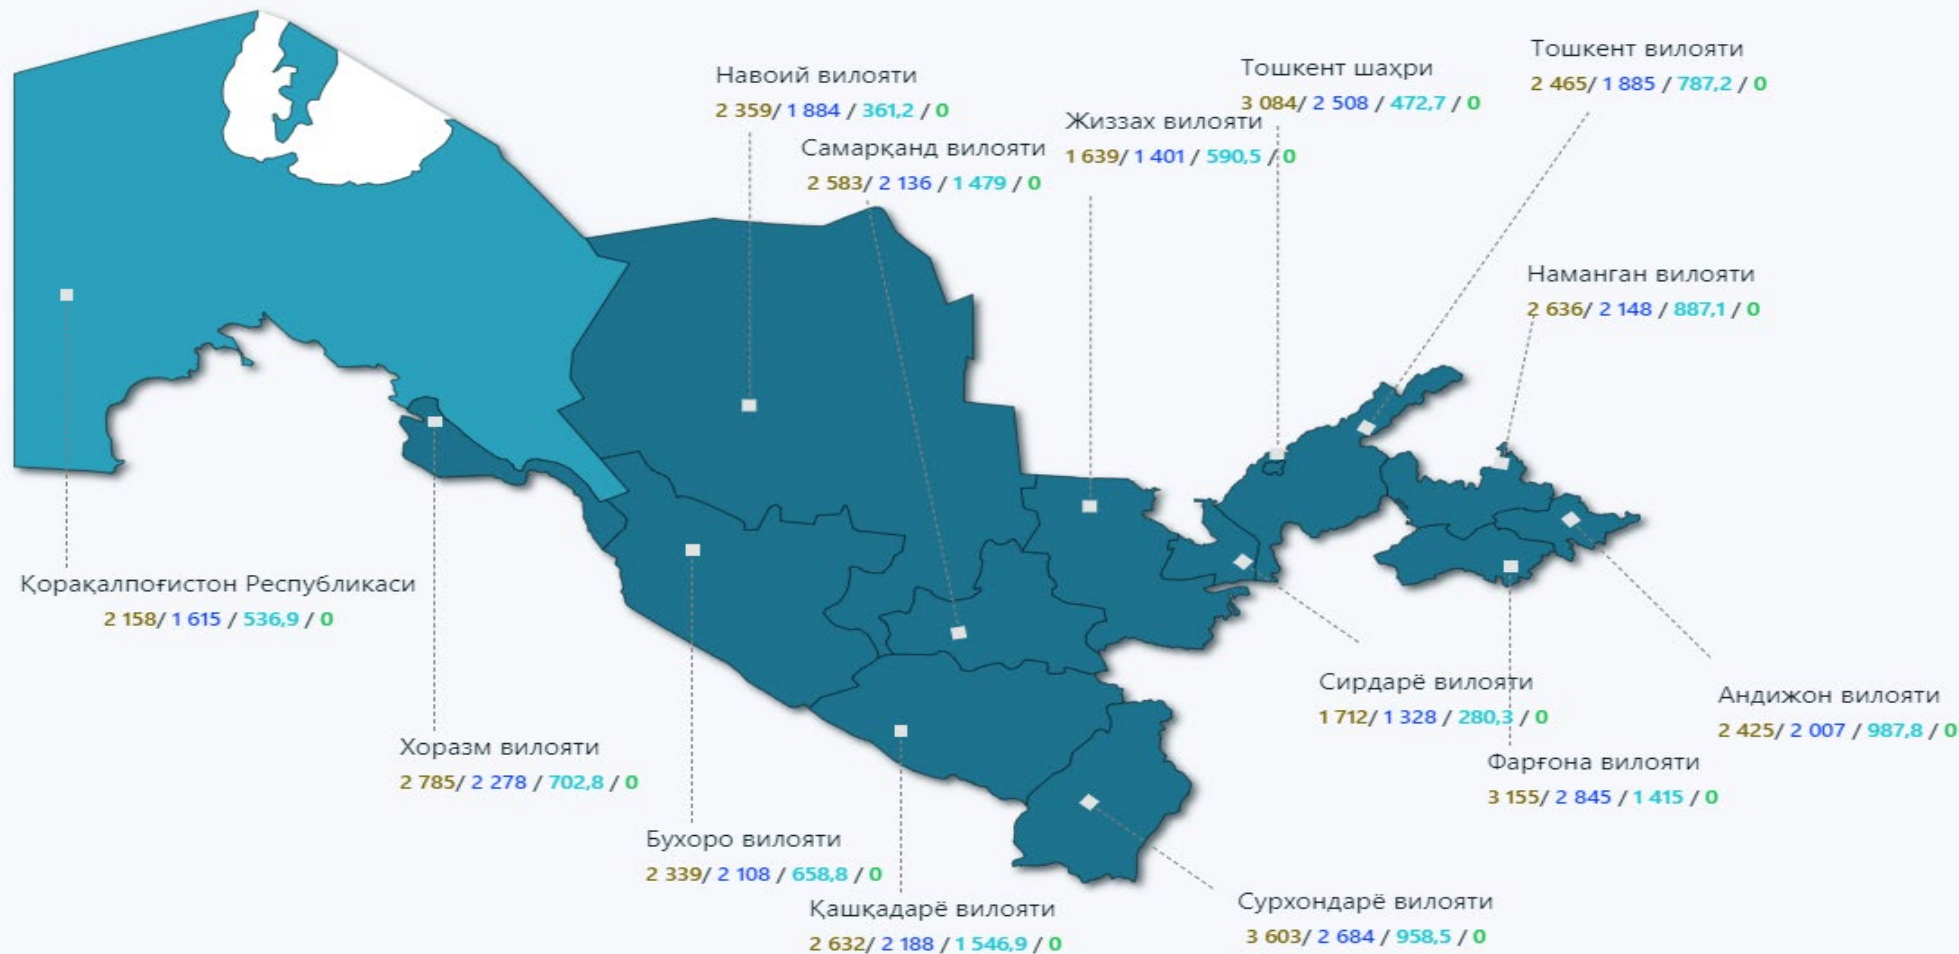 Тошкент вилояти
2 465/ 1 885 / 787,2 / 0
Тошкент шаҳри
3 084/ 2 508 / 472,7 / 0
Навоий вилояти
2 359/ 1 884 / 361,2 / 0
Жиззах вилояти
1 639/ 1 401 / 590,5 / 0
Самарқанд вилояти
2 583/ 2 136 / 1 479 / 0
Наманган вилояти
2 636/ 2 148 / 887,1 / 0
Қорақалпоғистон Республикаси
2 158/ 1 615 / 536,9 / 0
Сирдарё вилояти
1 712/ 1 328 / 280,3 / 0
Андижон вилояти
2 425/ 2 007 / 987,8 / 0
Хоразм вилояти
2 785/ 2 278 / 702,8 / 0
Фарғона вилояти
3 155/ 2 845 / 1 415 / 0
Бухоро вилояти
2 339/ 2 108 / 658,8 / 0
Қашқадарё вилояти
2 632/ 2 188 / 1 546,9 / 0
Сурхондарё вилояти
3 603/ 2 684 / 958,5 / 0